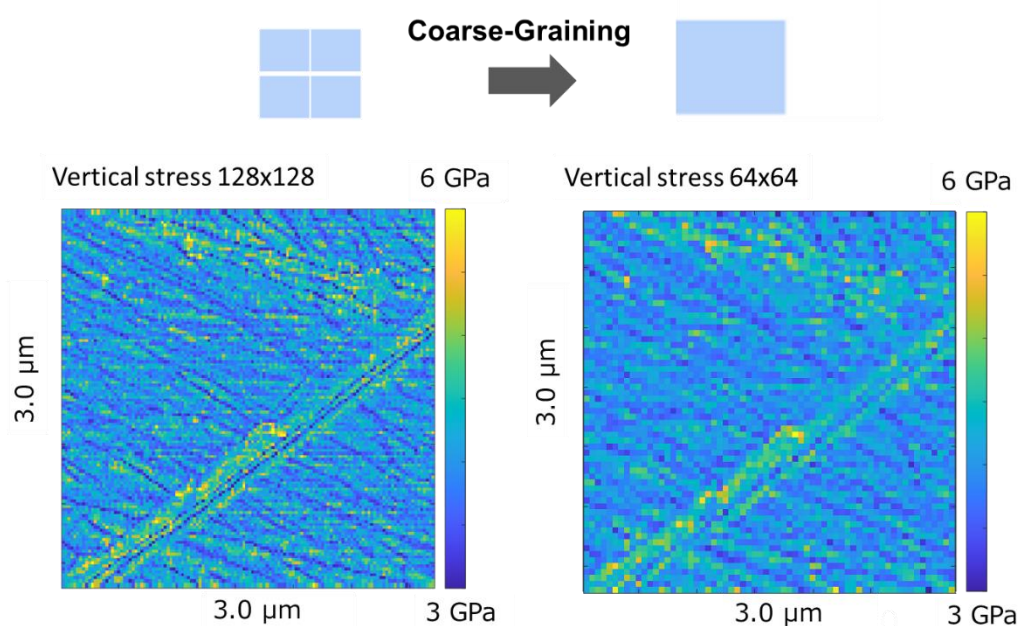 Coarse-Graining
Vertical stress 128x128
6 GPa
Vertical stress 64x64
6 GPa
3.0 µm
3.0 µm
3.0 µm
3 GPa
3.0 µm
3 GPa